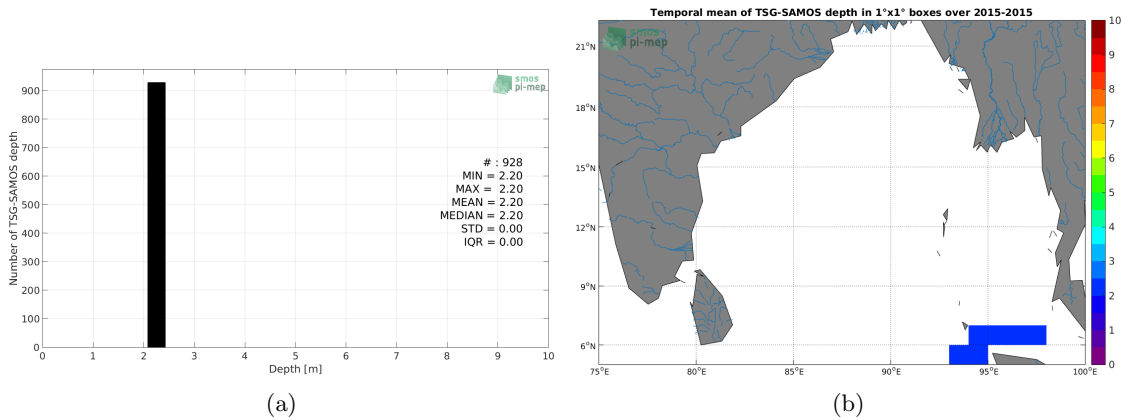 Temporal mean of TSG-SAMOS depth in 1°x1° boxes over 2015-2015
smos
pi-mep
Number of TSG-SAMOS depth
900
800
700
600
500
400
300
200
100
0
# : 928
MIN = 2.20
MAX = 2.20
MEAN = 2.20
MEDIAN = 2.20
STD = 0.00
IQR = 0.00
0 1 2 3 4 5 6 7 8 9 10
Depth [m]
smos
pi-mep
21°N
18°N
15°N
12°N
9°N
6°N
75°E 80°E 85°E 90°E 95°E 100°E
10
9
8
7
6
5
4
3
2
1
0
(a) (b)